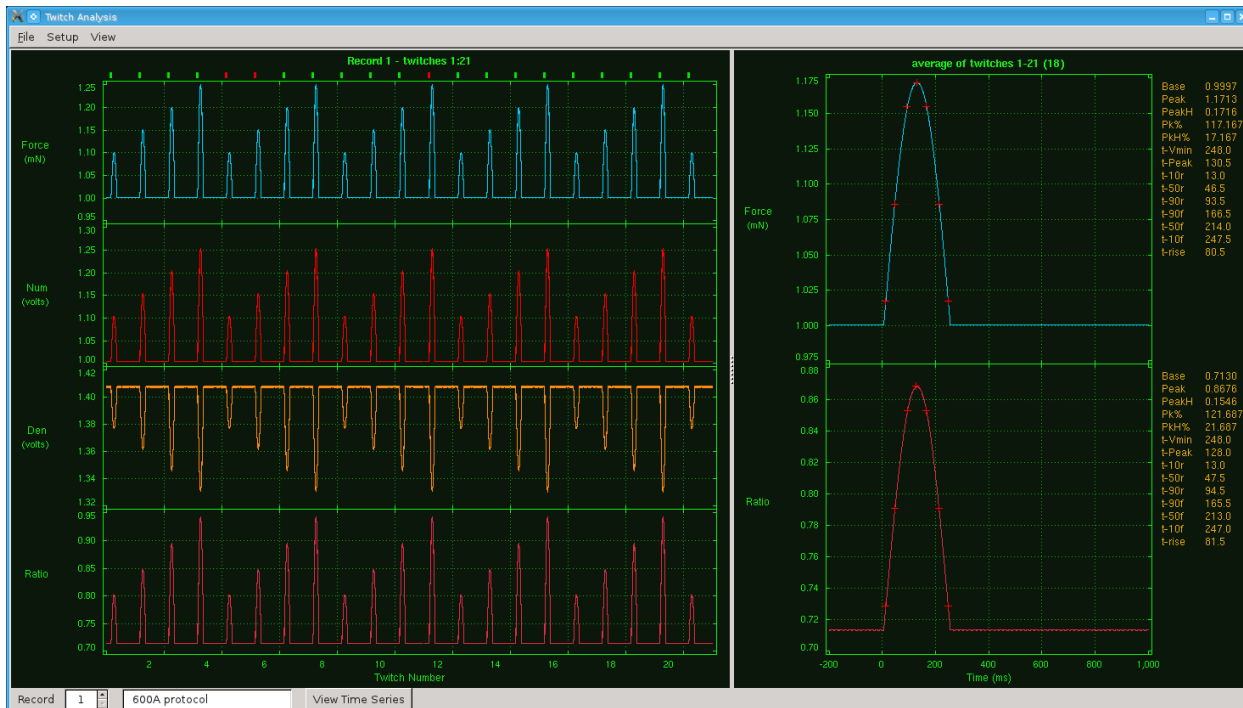 Twitch Analysis
File Setup View
Record 1 - twitches 1:21
1.25
1.20
1.15
1.10
1.05
1.00
0.95
Force
(mN)
1.30
1.25
1.20
1.15
1.10
1.05
1.00
Num
(volts)
1.42
1.40
1.38
1.36
1.34
1.32
Den
(volts)
0.95
0.90
0.85
0.80
0.75
0.70
Ratio
2 4 6 8 10 12 14 16 18 20
Twitch Number
average of twitches 1-21 (18)
1.175
1.150
1.125
1.100
1.075
1.050
1.025
1.000
0.975
Force
(mN)
Base 0.9997
Peak 1.1713
PeakH 0.1716
Pk% 117.167
PkH% 17.167
t-Vmin 248.0
t-Peak 130.5
t-10r 13.0
t-50r 46.5
t-90r 93.5
t-90f 166.5
t-50f 214.0
t-10f 247.5
t-rise 80.5
0.88
0.86
0.84
0.82
0.80
0.78
0.76
0.74
0.72
0.70
Ratio
Base 0.7130
Peak 0.8676
PeakH 0.1546
Pk% 121.687
PkH% 21.687
t-Vmin 248.0
t-Peak 128.0
t-10r 13.0
t-50r 47.5
t-90r 94.5
t-90f 165.5
t-50f 213.0
t-10f 247.0
t-rise 81.5
-200 0 200 400 600 800 1,000
Time (ms)
Record 1 600A protocol View Time Series